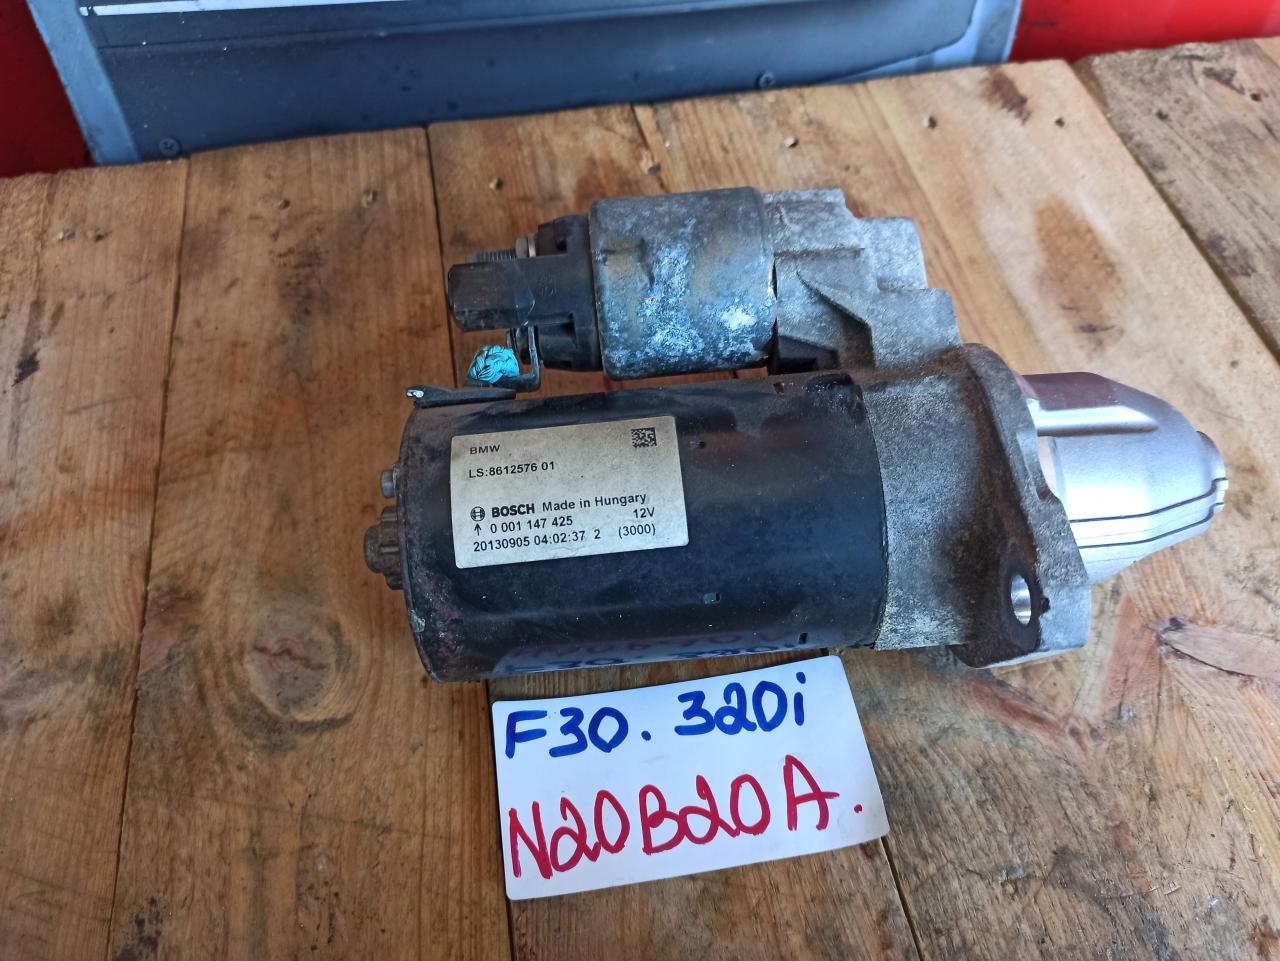 BMW
LS:8612576 01
BOSCH Made in Hungary
0 001 147 425 12V
20130905 04:02:37 2 (3000)
F30. 320i
N20B20A.